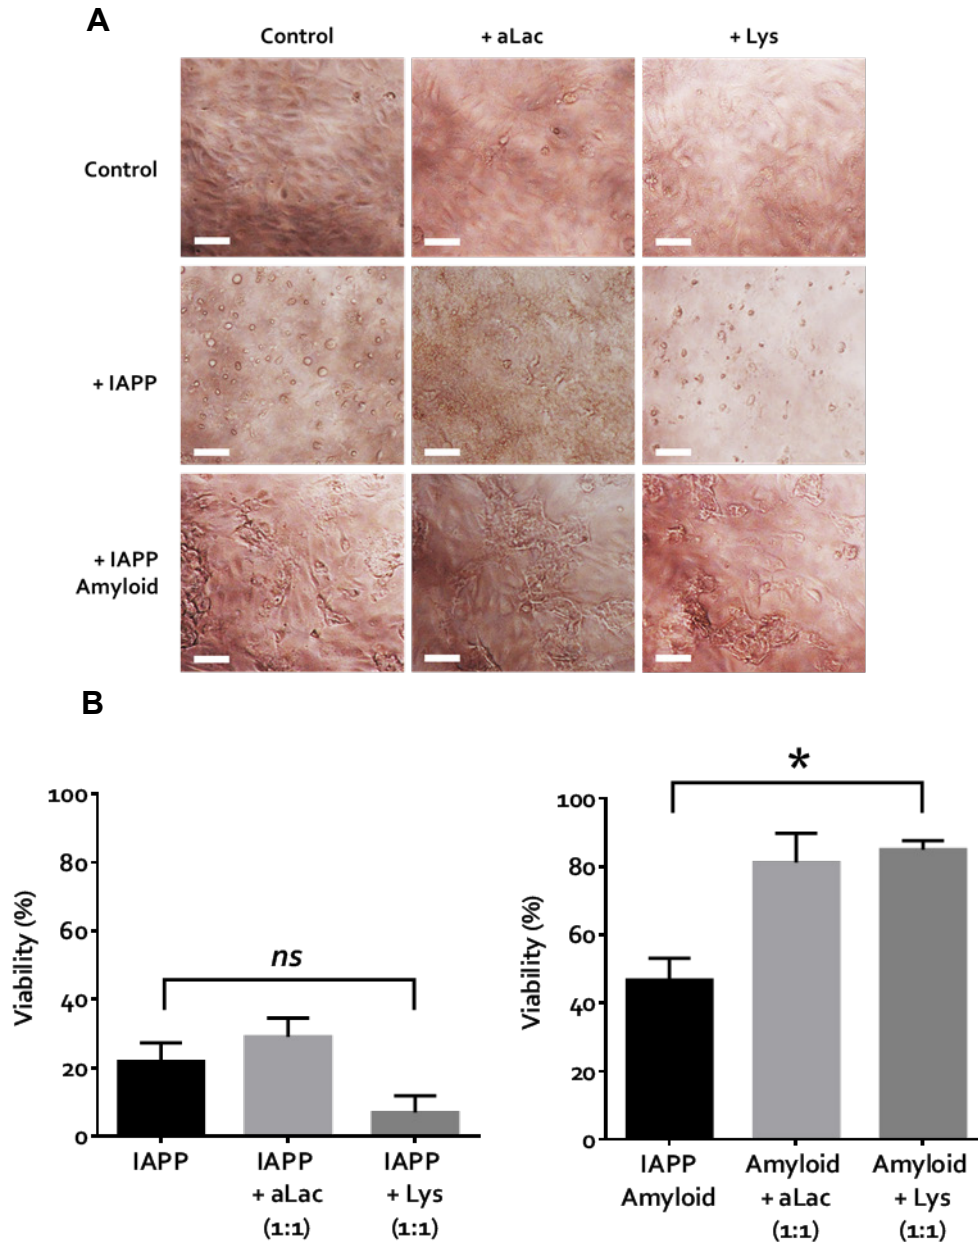 A
Control
+ aLac
+ Lys
Control
+ IAPP
+ IAPP
Amyloid
B
100
80
60
40
20
0
Viability (%)
ns
IAPP
IAPP
+ aLac
(1:1)
IAPP
+ Lys
(1:1)
100
80
60
40
20
0
Viability (%)
*
IAPP
Amyloid
Amyloid
+ aLac
(1:1)
Amyloid
+ Lys
(1:1)